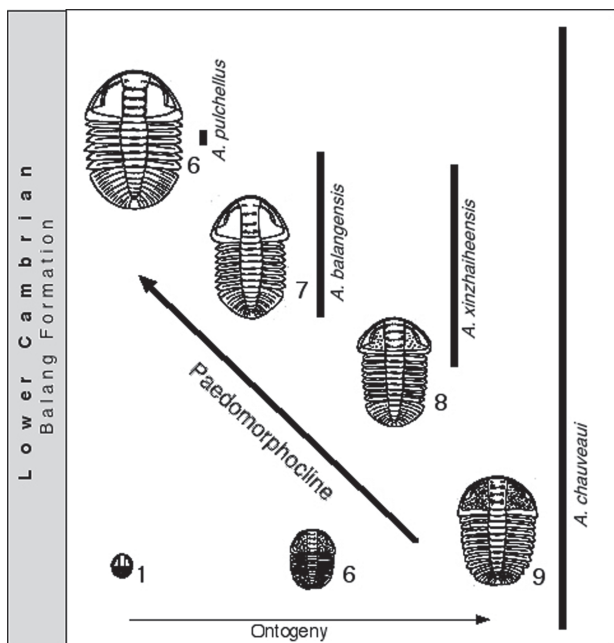 Lower Cambrian
Balang Formation
6
A. pulchellus
7
A. balangensis
8
A. xinzhaiheensis
Paedomorphocline
1
6
9
A. chauveaui
Ontogeny